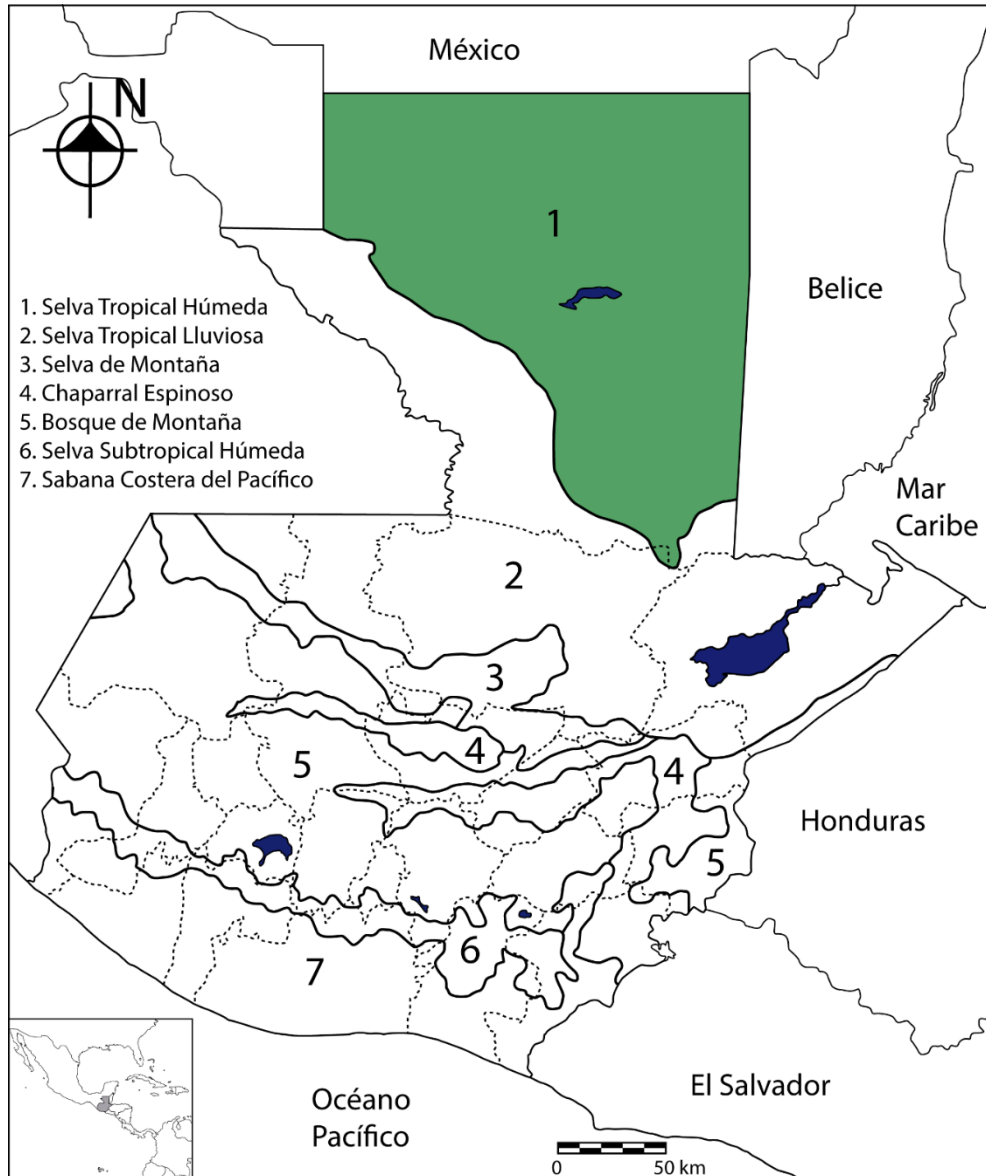 México
N
1
Belice
1. Selva Tropical Húmeda
2. Selva Tropical Lluviosa
3. Selva de Montaña
4. Chaparral Espinoso
5. Bosque de Montaña
6. Selva Subtropical Húmeda
7. Sabana Costera del Pacífico
Mar
Caribe
2
3
4
5
4
Honduras
5
6
7
El Salvador
Océano
Pacífico
0 50 km